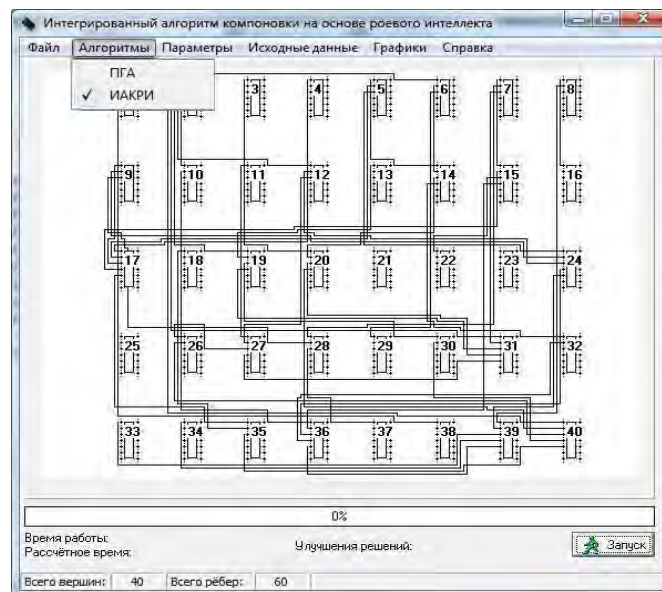 Интегрированный алгоритм компоновки на основе роевого интеллекта
Файл Алгоритмы Параметры Исходные данные Графики Справка
ПГА
✓ ИАКРИ
3 4 5 6 7 8
9 10 11 12 13 14 15 16
17 18 19 20 21 22 23 24
25 26 27 28 29 30 31 32
33 34 35 36 37 38 39 40
0%
Время работы:
Рассчётное время:
Улучшения решений:
Запуск
Всего вершин: 40 Всего рёбер: 60